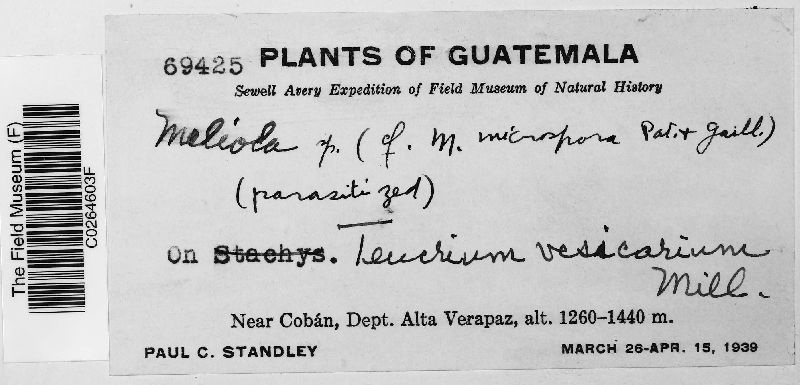 The Field Museum (F)
C0264603F
69425 PLANTS OF GUATEMALA
Sewell Avery Expedition of Field Museum of Natural History
Meliola sp. (cf. M. microspora Pat. + Gaill.)
(parasitized)
On Stachys. Teucrium vesicarium
Mill.
Near Cobán, Dept. Alta Verapaz, alt. 1260–1440 m.
PAUL C. STANDLEY MARCH 26-APR. 15, 1939